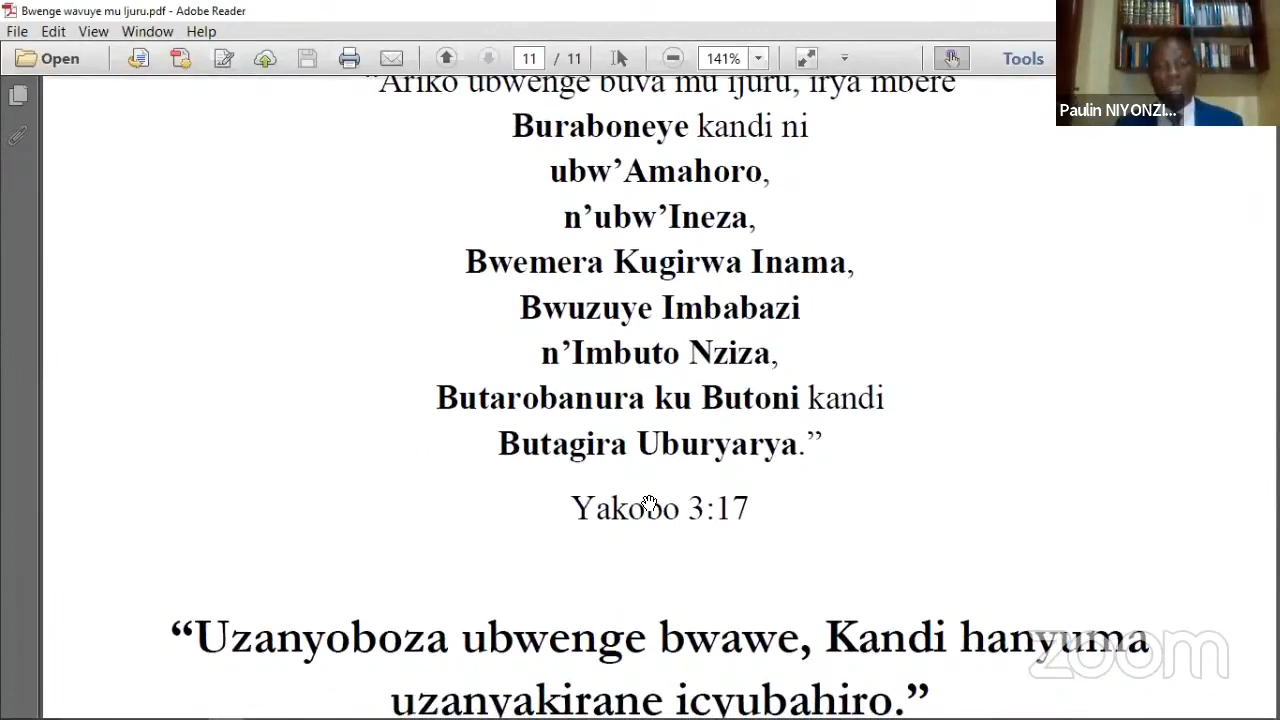 Bwenge wavuye mu Ijuru.pdf - Adobe Reader
File Edit View Window Help
Open 11 / 11 141% Tools
Paulin NIYONZI...
“Ariko ubwenge buva mu ijuru, irya mbere
Buraboneye kandi ni
ubw’Amahoro,
n’ubw’Ineza,
Bwemera Kugirwa Inama,
Bwuzuye Imbabazi
n’Imbuto Nziza,
Butarobanura ku Butoni kandi
Butagira Uburyarya.”
Yakobo 3:17
“Uzanyoboza ubwenge bwawe, Kandi hanyuma
uzanyakirane icyubahiro.”
zoom